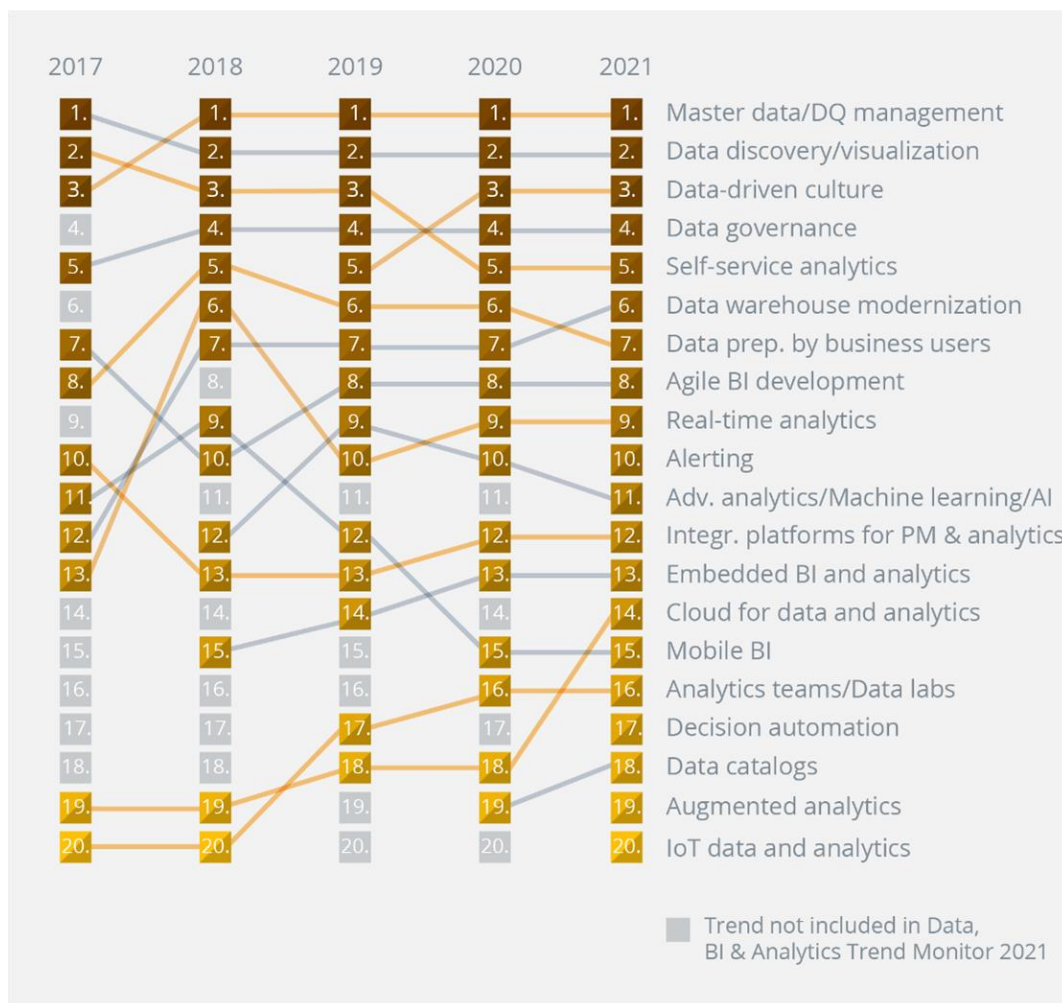 2017 2018 2019 2020 2021
1. 1. 1. 1. 1. Master data/DQ management
2. 2. 2. 2. 2. Data discovery/visualization
3. 3. 3. 3. 3. Data-driven culture
4. 4. 4. 4. 4. Data governance
5. 5. 5. 5. 5. Self-service analytics
6. 6. 6. 6. 6. Data warehouse modernization
7. 7. 7. 7. 7. Data prep. by business users
8. 8. 8. 8. 8. Agile BI development
9. 9. 9. 9. 9. Real-time analytics
10. 10. 10. 10. 10. Alerting
11. 11. 11. 11. 11. Adv. analytics/Machine learning/AI
12. 12. 12. 12. 12. Integr. platforms for PM & analytics
13. 13. 13. 13. 13. Embedded BI and analytics
14. 14. 14. 14. 14. Cloud for data and analytics
15. 15. 15. 15. 15. Mobile BI
16. 16. 16. 16. 16. Analytics teams/Data labs
17. 17. 17. 17. 17. Decision automation
18. 18. 18. 18. 18. Data catalogs
19. 19. 19. 19. 19. Augmented analytics
20. 20. 20. 20. 20. IoT data and analytics
Trend not included in Data,
BI & Analytics Trend Monitor 2021